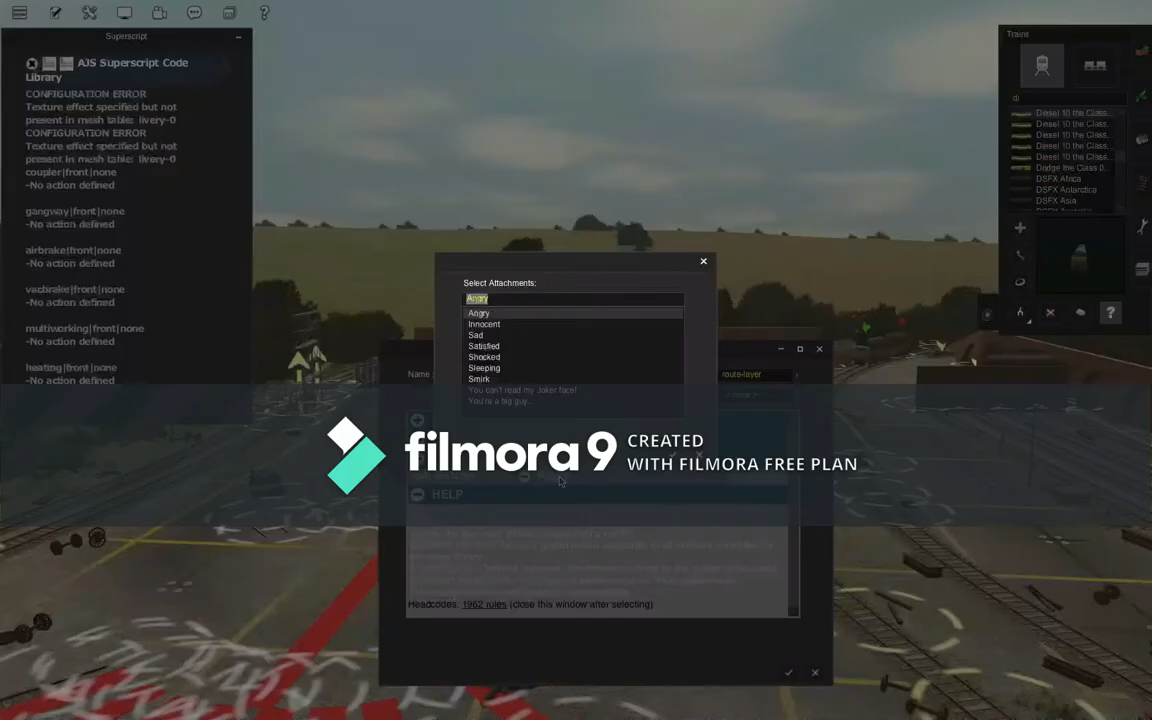 Superscript
AJS Superscript Code
Library
CONFIGURATION ERROR
Texture effect specified but not
present in mesh table: livery-0
CONFIGURATION ERROR
Texture effect specified but not
present in mesh table: livery-0
coupler|front|none
-No action defined
gangway|front|none
-No action defined
airbrake|front|none
-No action defined
vacbrake|front|none
-No action defined
multiworking|front|none
-No action defined
heating|front|none
-No action defined
Select Attachments:
Angry
Angry
Innocent
Sad
Satisfied
Shocked
Sleeping
Smirk
You can't read my Joker face!
You're a big guy...
Name :
route-layer
filmora9 CREATED
WITH FILMORA FREE PLAN
HELP
Headcodes: 1962 rules (close this window after selecting)
Trains
di
Diesel 10 the Class...
Diesel 10 the Class...
Diesel 10 the Class...
Diesel 10 the Class...
Diesel 10 the Class...
Dodge the Class 0...
DSFX Africa
DSFX Antarctica
DSFX Asia